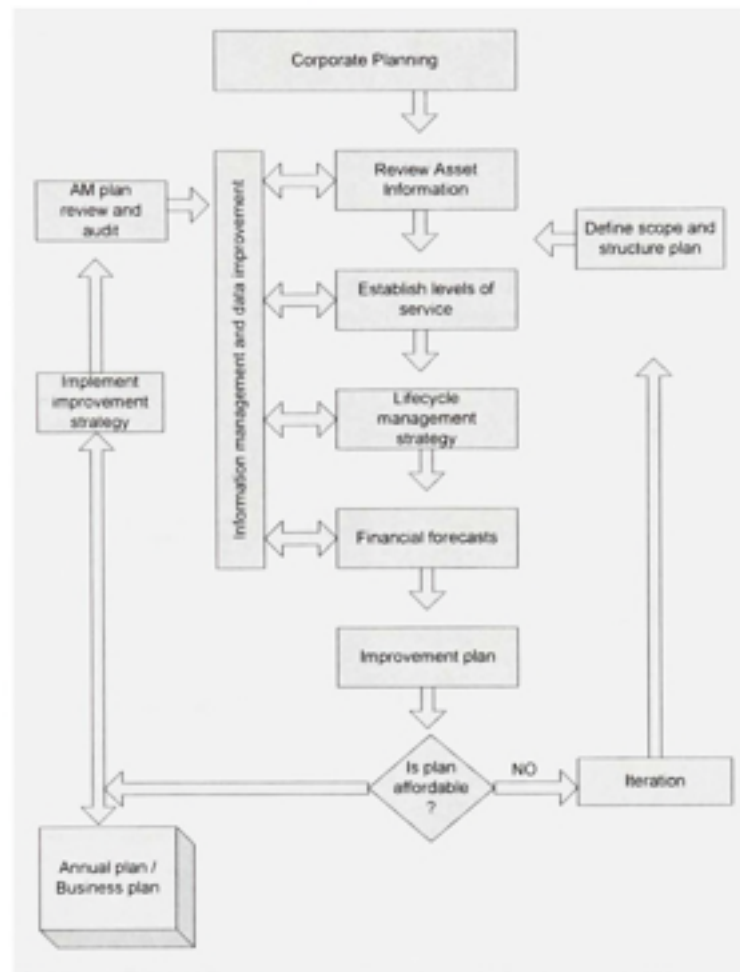 Corporate Planning
Review Asset
Information
AM plan
review and
audit
Information management and data improvement
Define scope and
structure plan
Establish levels of
service
Implement
improvement
strategy
Lifecycle
management
strategy
Financial forecasts
Improvement plan
Is plan
affordable
?
NO
Iteration
Annual plan /
Business plan